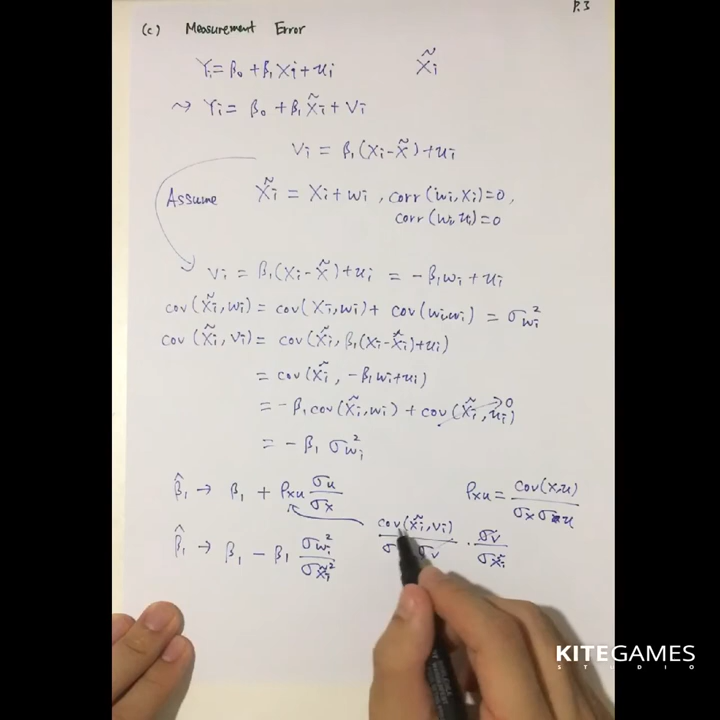 P.3
(c) Measurement Error
Yi = β₀ + β₁Xi + ui    X̃i
~> Yi = β₀ + β₁X̃i + Vi
Vi = β₁(Xi - X̃) + ui
Assume X̃i = Xi + wi , corr(wi, Xi) = 0,
corr(wi, ui) = 0
Vi = β₁(Xi - X̃) + ui = -β₁wi + ui
cov(X̃i, wi) = cov(Xi, wi) + cov(wi, wi) = σ²wi
cov(X̃i, Vi) = cov(X̃i, β₁(Xi - X̃i) + ui)
= cov(X̃i, -β₁wi + ui)
= -β₁ cov(X̃i, wi) + cov(X̃i, ui) → 0
= -β₁ σ²wi
β̂₁ → β₁ + ρxu σu/σx    ρxu = cov(x,u)/(σx σu)
β̂₁ → β₁ - β₁ σ²wi/σ²X̃i    cov(X̃i, Vi)/(σ σv) · σv/σX̃i
KITEGAMES
STUDIO